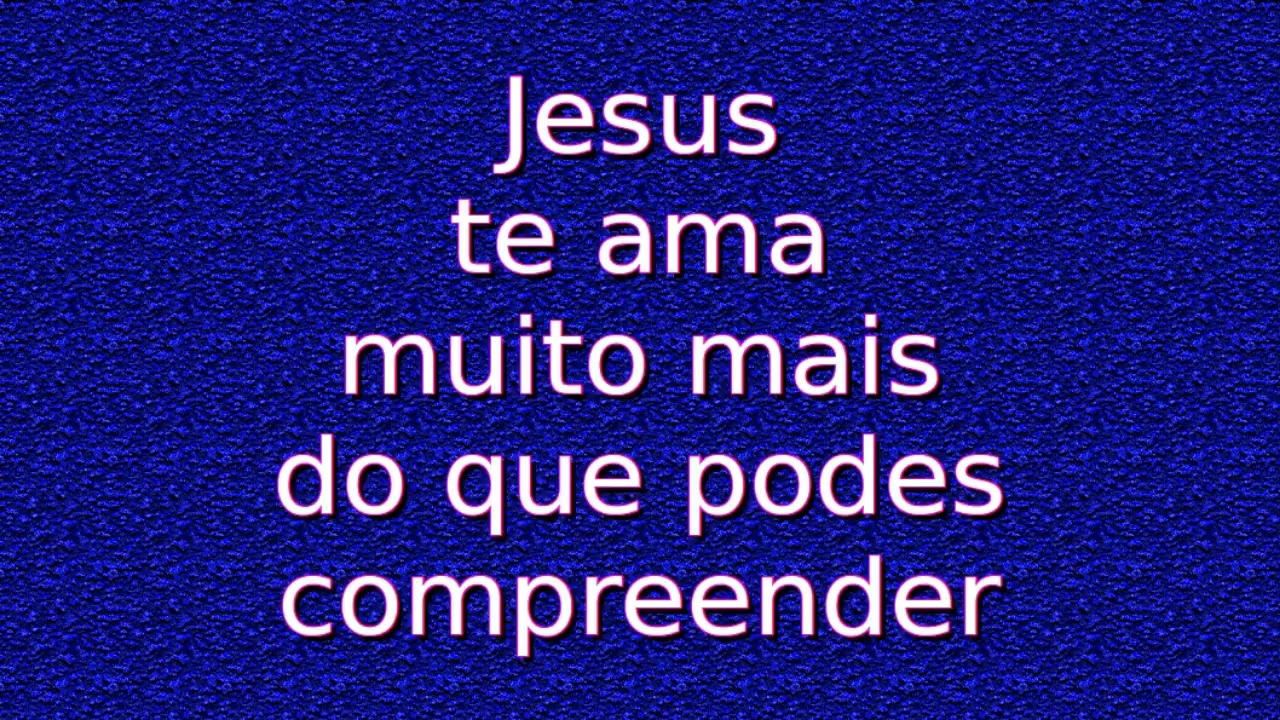 Jesus
te ama
muito mais
do que podes
compreender